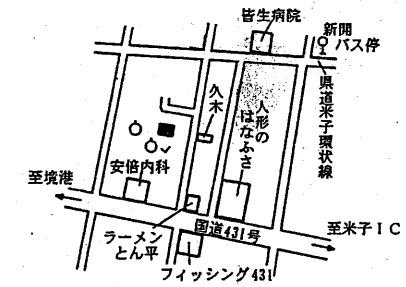 皆生病院
新開
バス停
県道米子環状線
久木
人形の
はなふさ
安倍内科
至境港
国道431号
至米子IC
ラーメン
とん平
フィッシング431